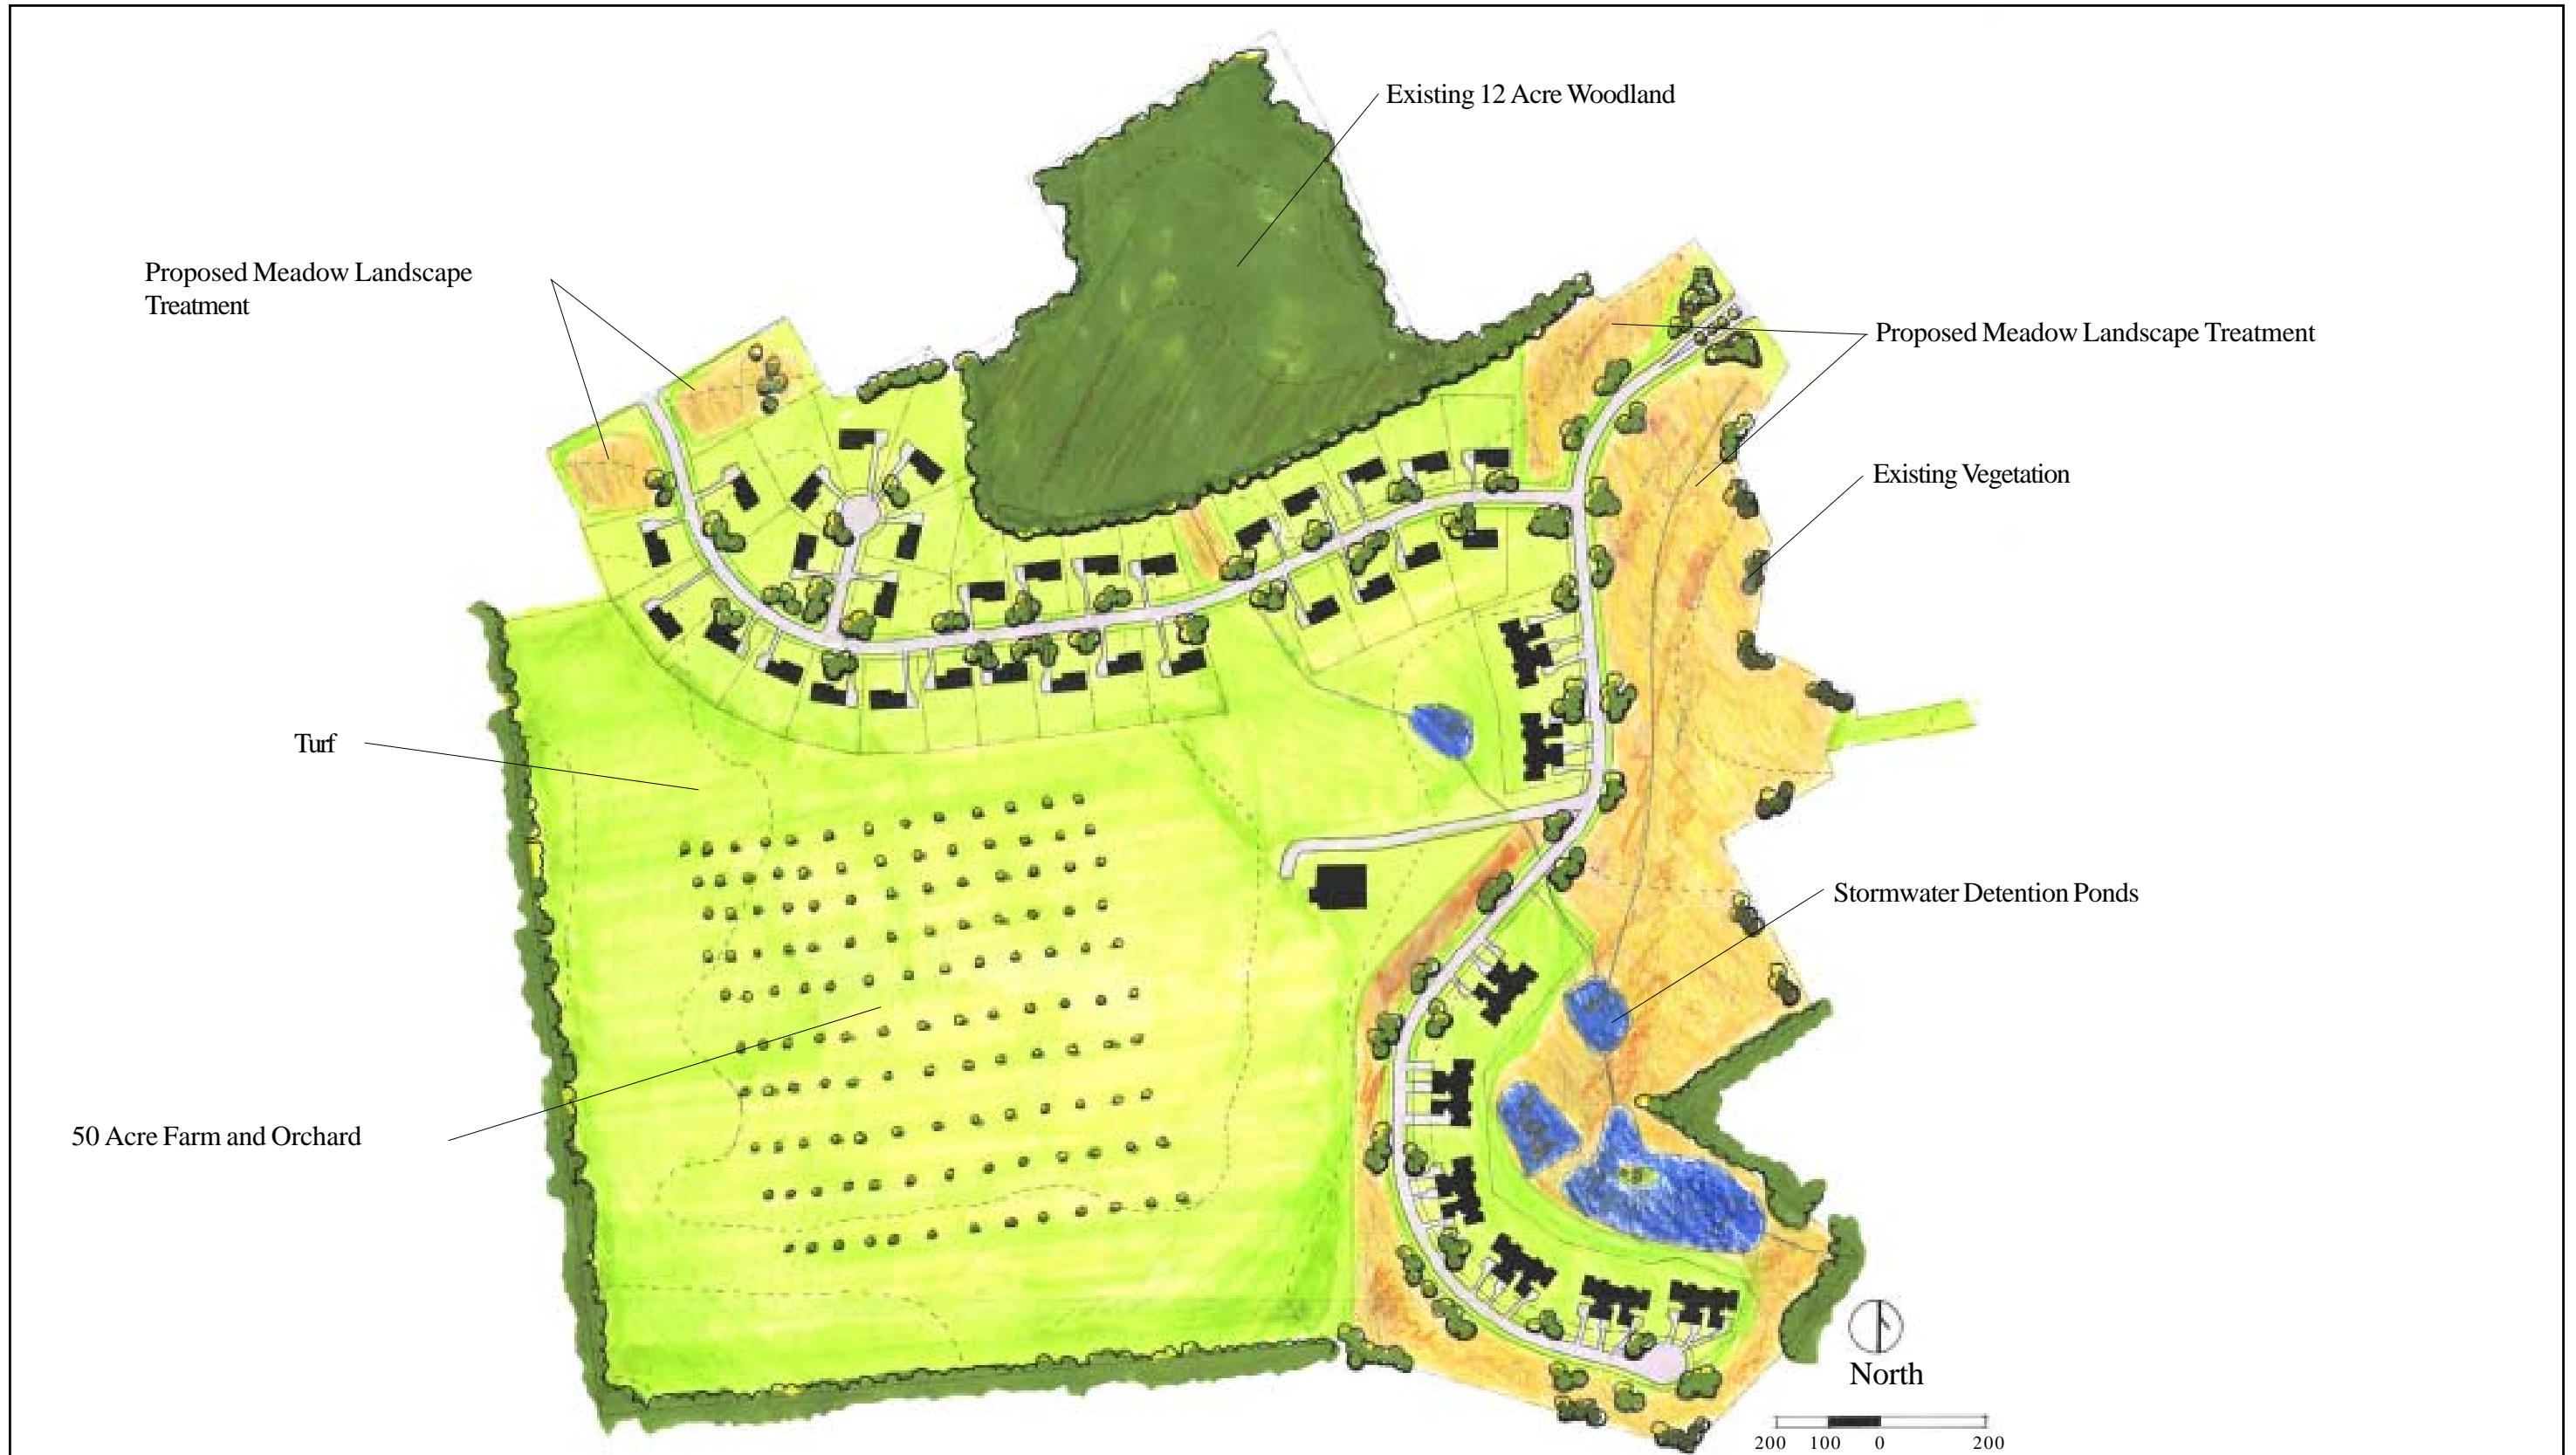 Existing 12 Acre Woodland
Proposed Meadow Landscape
Treatment
Proposed Meadow Landscape Treatment
Existing Vegetation
Turf
Stormwater Detention Ponds
50 Acre Farm and Orchard
North
200 100 0 200